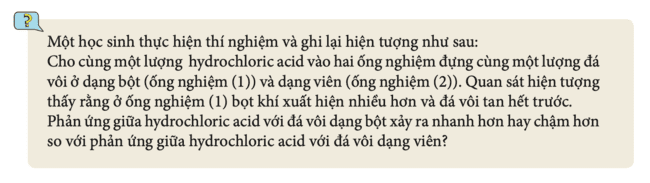 ?
Một học sinh thực hiện thí nghiệm và ghi lại hiện tượng như sau:
Cho cùng một lượng hydrochloric acid vào hai ống nghiệm đựng cùng một lượng đá
vôi ở dạng bột (ống nghiệm (1)) và dạng viên (ống nghiệm (2)). Quan sát hiện tượng
thấy rằng ở ống nghiệm (1) bọt khí xuất hiện nhiều hơn và đá vôi tan hết trước.
Phản ứng giữa hydrochloric acid với đá vôi dạng bột xảy ra nhanh hơn hay chậm hơn
so với phản ứng giữa hydrochloric acid với đá vôi dạng viên?